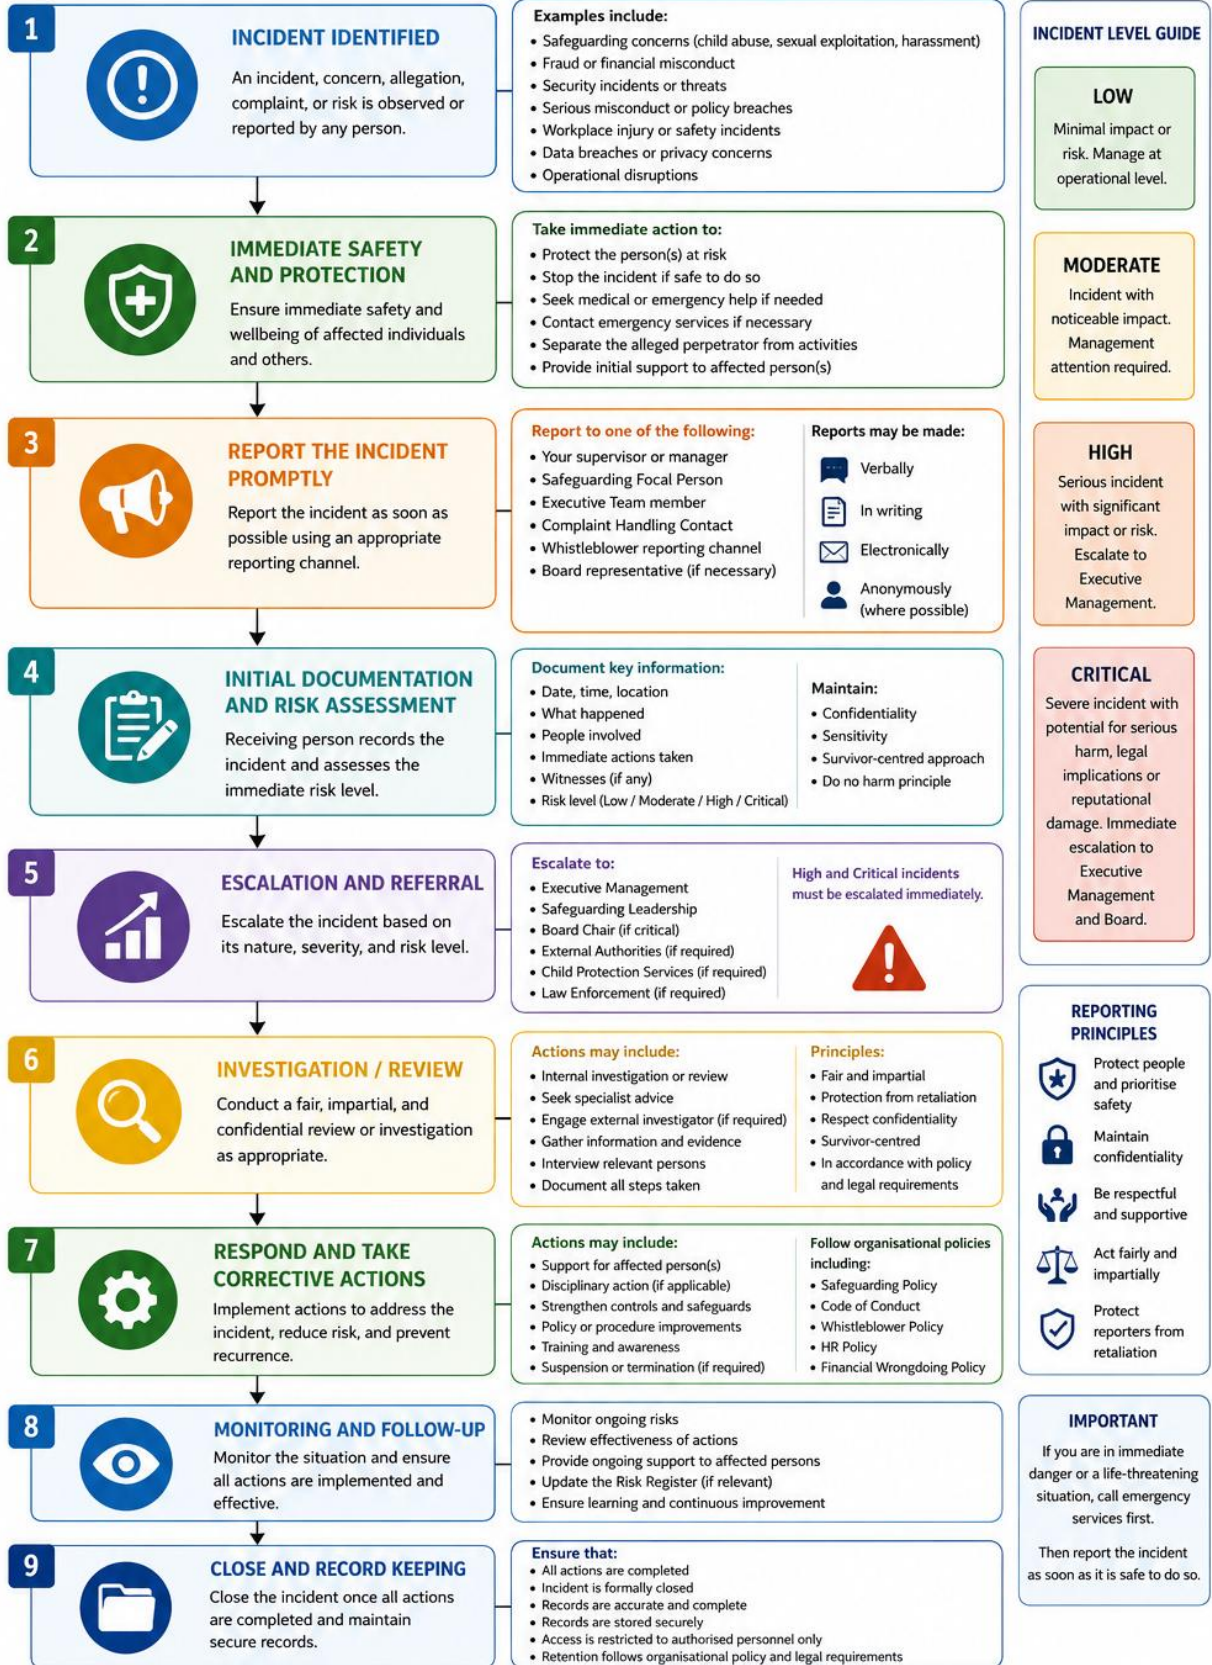 1
INCIDENT IDENTIFIED
An incident, concern, allegation,
complaint, or risk is observed or
reported by any person.
Examples include:
• Safeguarding concerns (child abuse, sexual exploitation, harassment)
• Fraud or financial misconduct
• Security incidents or threats
• Serious misconduct or policy breaches
• Workplace injury or safety incidents
• Data breaches or privacy concerns
• Operational disruptions
2
IMMEDIATE SAFETY
AND PROTECTION
Ensure immediate safety and
wellbeing of affected individuals
and others.
Take immediate action to:
• Protect the person(s) at risk
• Stop the incident if safe to do so
• Seek medical or emergency help if needed
• Contact emergency services if necessary
• Separate the alleged perpetrator from activities
• Provide initial support to affected person(s)
3
REPORT THE INCIDENT
PROMPTLY
Report the incident as soon as
possible using an appropriate
reporting channel.
Report to one of the following:
• Your supervisor or manager
• Safeguarding Focal Person
• Executive Team member
• Complaint Handling Contact
• Whistleblower reporting channel
• Board representative (if necessary)
Reports may be made:
Verbally
In writing
Electronically
Anonymously
(where possible)
4
INITIAL DOCUMENTATION
AND RISK ASSESSMENT
Receiving person records the
incident and assesses the
immediate risk level.
Document key information:
• Date, time, location
• What happened
• People involved
• Immediate actions taken
• Witnesses (if any)
• Risk level (Low / Moderate / High / Critical)
Maintain:
• Confidentiality
• Sensitivity
• Survivor-centred approach
• Do no harm principle
5
ESCALATION AND REFERRAL
Escalate the incident based on
its nature, severity, and risk level.
Escalate to:
• Executive Management
• Safeguarding Leadership
• Board Chair (if critical)
• External Authorities (if required)
• Child Protection Services (if required)
• Law Enforcement (if required)
High and Critical incidents
must be escalated immediately.
6
INVESTIGATION / REVIEW
Conduct a fair, impartial, and
confidential review or investigation
as appropriate.
Actions may include:
• Internal investigation or review
• Seek specialist advice
• Engage external investigator (if required)
• Gather information and evidence
• Interview relevant persons
• Document all steps taken
Principles:
• Fair and impartial
• Protection from retaliation
• Respect confidentiality
• Survivor-centred
• In accordance with policy
and legal requirements
7
RESPOND AND TAKE
CORRECTIVE ACTIONS
Implement actions to address the
incident, reduce risk, and prevent
recurrence.
Actions may include:
• Support for affected person(s)
• Disciplinary action (if applicable)
• Strengthen controls and safeguards
• Policy or procedure improvements
• Training and awareness
• Suspension or termination (if required)
Follow organisational policies
including:
• Safeguarding Policy
• Code of Conduct
• Whistleblower Policy
• HR Policy
• Financial Wrongdoing Policy
8
MONITORING AND FOLLOW-UP
Monitor the situation and ensure
all actions are implemented and
effective.
• Monitor ongoing risks
• Review effectiveness of actions
• Provide ongoing support to affected persons
• Update the Risk Register (if relevant)
• Ensure learning and continuous improvement
9
CLOSE AND RECORD KEEPING
Close the incident once all actions
are completed and maintain
secure records.
Ensure that:
• All actions are completed
• Incident is formally closed
• Records are accurate and complete
• Records are stored securely
• Access is restricted to authorised personnel only
• Retention follows organisational policy and legal requirements
INCIDENT LEVEL GUIDE
LOW
Minimal impact or
risk. Manage at
operational level.
MODERATE
Incident with
noticeable impact.
Management
attention required.
HIGH
Serious incident
with significant
impact or risk.
Escalate to
Executive
Management.
CRITICAL
Severe incident with
potential for serious
harm, legal
implications or
reputational
damage. Immediate
escalation to
Executive
Management
and Board.
REPORTING
PRINCIPLES
Protect people
and prioritise
safety
Maintain
confidentiality
Be respectful
and supportive
Act fairly and
impartially
Protect
reporters from
retaliation
IMPORTANT
If you are in immediate
danger or a life-threatening
situation, call emergency
services first.
Then report the incident
as soon as it is safe to do so.